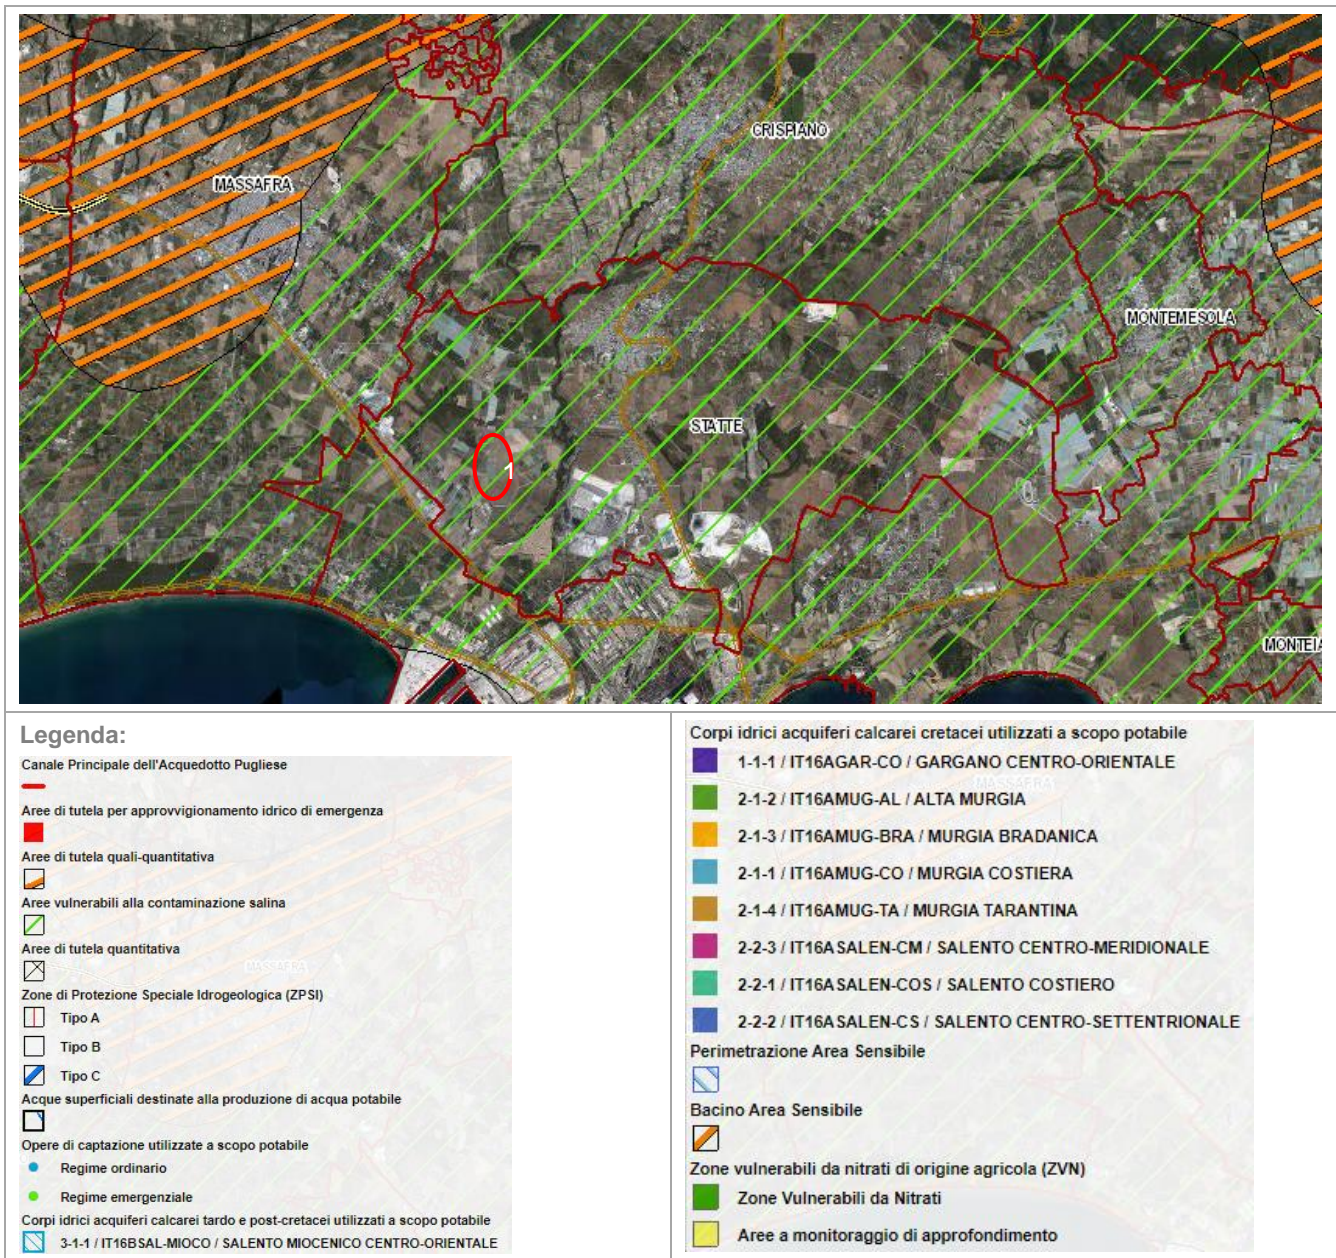 CRISPIANO
MASSAFRA
MONTEMESOLA
STATTE
1
MONTEIA
Legenda:
Canale Principale dell'Acquedotto Pugliese
Aree di tutela per approvvigionamento idrico di emergenza
Aree di tutela quali-quantitativa
Aree vulnerabili alla contaminazione salina
Aree di tutela quantitativa
Zone di Protezione Speciale Idrogeologica (ZPSI)
Tipo A
Tipo B
Tipo C
Acque superficiali destinate alla produzione di acqua potabile
Opere di captazione utilizzate a scopo potabile
Regime ordinario
Regime emergenziale
Corpi idrici acquiferi calcarei tardo e post-cretacei utilizzati a scopo potabile
3-1-1 / IT16BSAL-MIOCO / SALENTO MIOCENICO CENTRO-ORIENTALE
MASSAFRA
Corpi idrici acquiferi calcarei cretacei utilizzati a scopo potabile
1-1-1 / IT16AGAR-CO / GARGANO CENTRO-ORIENTALE
MASSAFRA
2-1-2 / IT16AMUG-AL / ALTA MURGIA
2-1-3 / IT16AMUG-BRA / MURGIA BRADANICA
2-1-1 / IT16AMUG-CO / MURGIA COSTIERA
2-1-4 / IT16AMUG-TA / MURGIA TARANTINA
2-2-3 / IT16ASALEN-CM / SALENTO CENTRO-MERIDIONALE
2-2-1 / IT16ASALEN-COS / SALENTO COSTIERO
2-2-2 / IT16ASALEN-CS / SALENTO CENTRO-SETTENTRIONALE
Perimetrazione Area Sensibile
Bacino Area Sensibile
Zone vulnerabili da nitrati di origine agricola (ZVN)
Zone Vulnerabili da Nitrati
Aree a monitoraggio di approfondimento